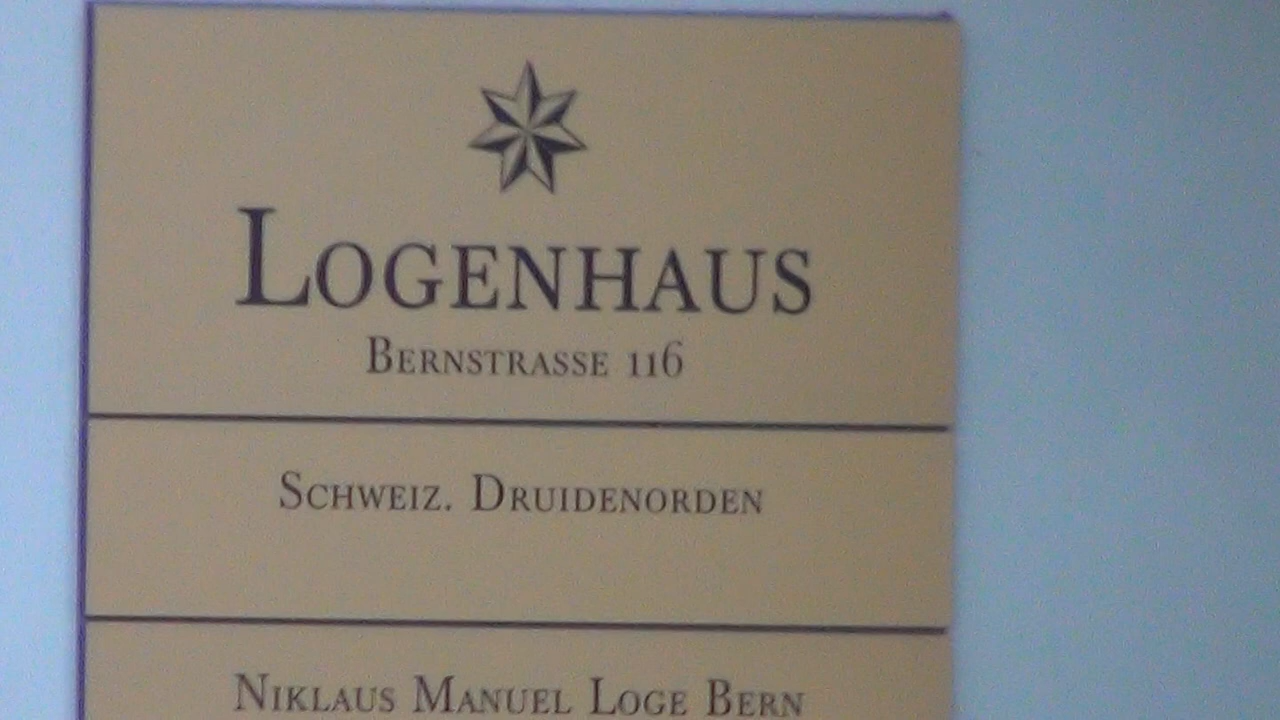 LOGENHAUS
BERNSTRASSE 116
SCHWEIZ. DRUIDENORDEN
NIKLAUS MANUEL LOGE BERN